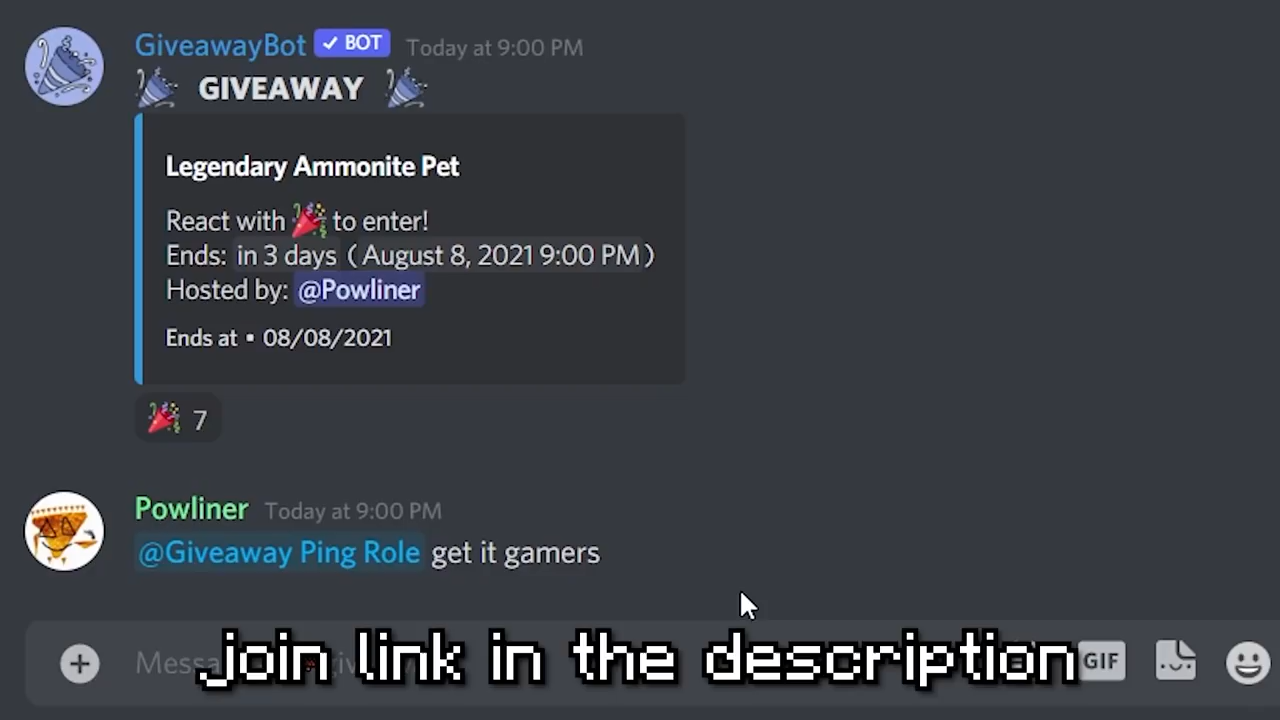 GiveawayBot ✓ BOT Today at 9:00 PM
🎉 GIVEAWAY 🎉
Legendary Ammonite Pet
React with 🎉 to enter!
Ends: in 3 days (August 8, 2021 9:00 PM)
Hosted by: @Powliner
Ends at • 08/08/2021
🎉 7
Powliner Today at 9:00 PM
@Giveaway Ping Role get it gamers
join link in the description
GIF